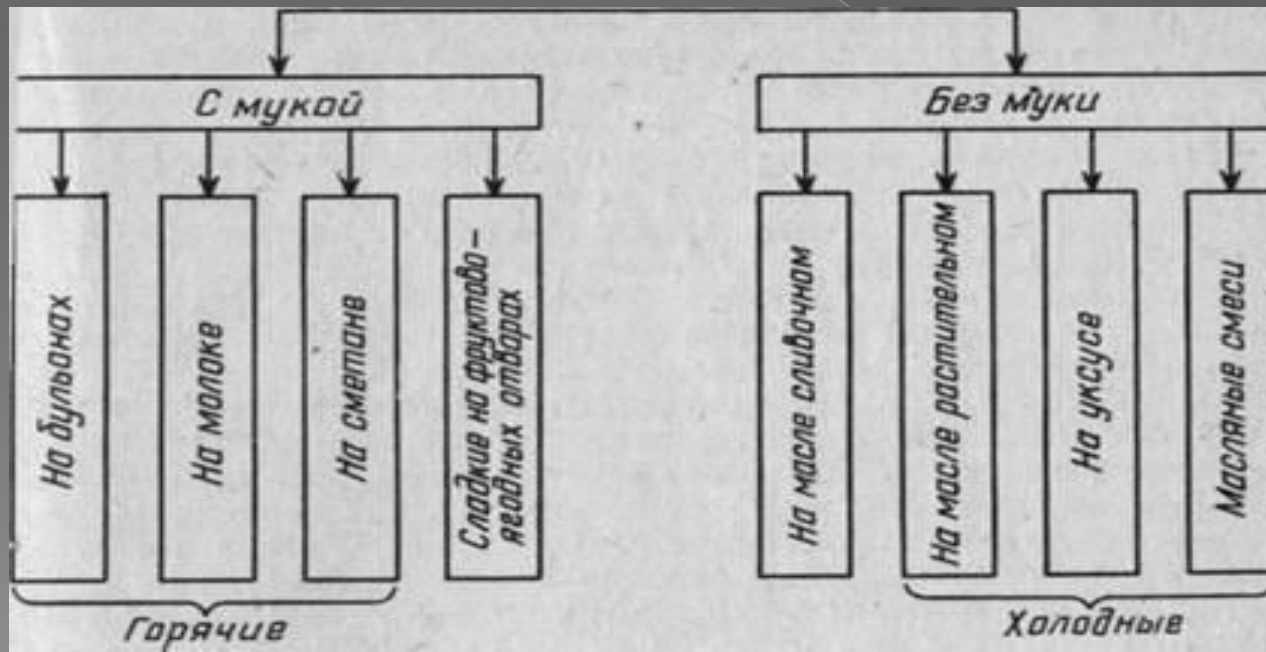 С мукой
Без муки
На бульонах
На молоке
На сметане
Сладкие на фруктово-
ягодных отварах
На масле сливочном
На масле растительном
На уксусе
Масляные смеси
Горячие
Холодные